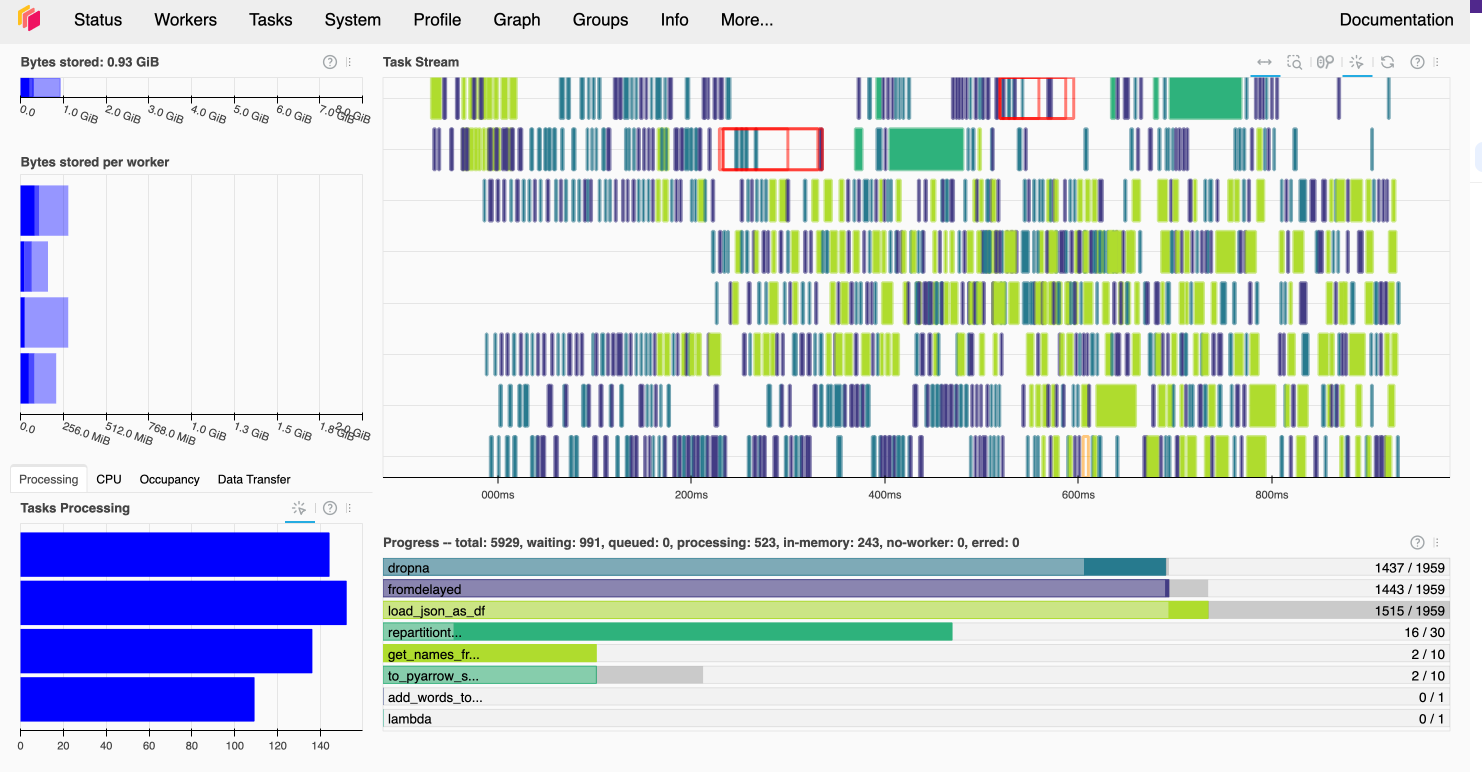 Status Workers Tasks System Profile Graph Groups Info More... Documentation
Bytes stored: 0.93 GiB
0.0 1.0 GiB 2.0 GiB 3.0 GiB 4.0 GiB 5.0 GiB 6.0 GiB 7.0 GiB 8.0 GiB
Bytes stored per worker
0.0 256.0 MiB 512.0 MiB 768.0 MiB 1.0 GiB 1.3 GiB 1.5 GiB 1.8 GiB 2.0 GiB
Processing CPU Occupancy Data Transfer
Tasks Processing
0 20 40 60 80 100 120 140
Task Stream
000ms 200ms 400ms 600ms 800ms
Progress -- total: 5929, waiting: 991, queued: 0, processing: 523, in-memory: 243, no-worker: 0, erred: 0
dropna 1437 / 1959
fromdelayed 1443 / 1959
load_json_as_df 1515 / 1959
repartitiont... 16 / 30
get_names_fr... 2 / 10
to_pyarrow_s... 2 / 10
add_words_to... 0 / 1
lambda 0 / 1